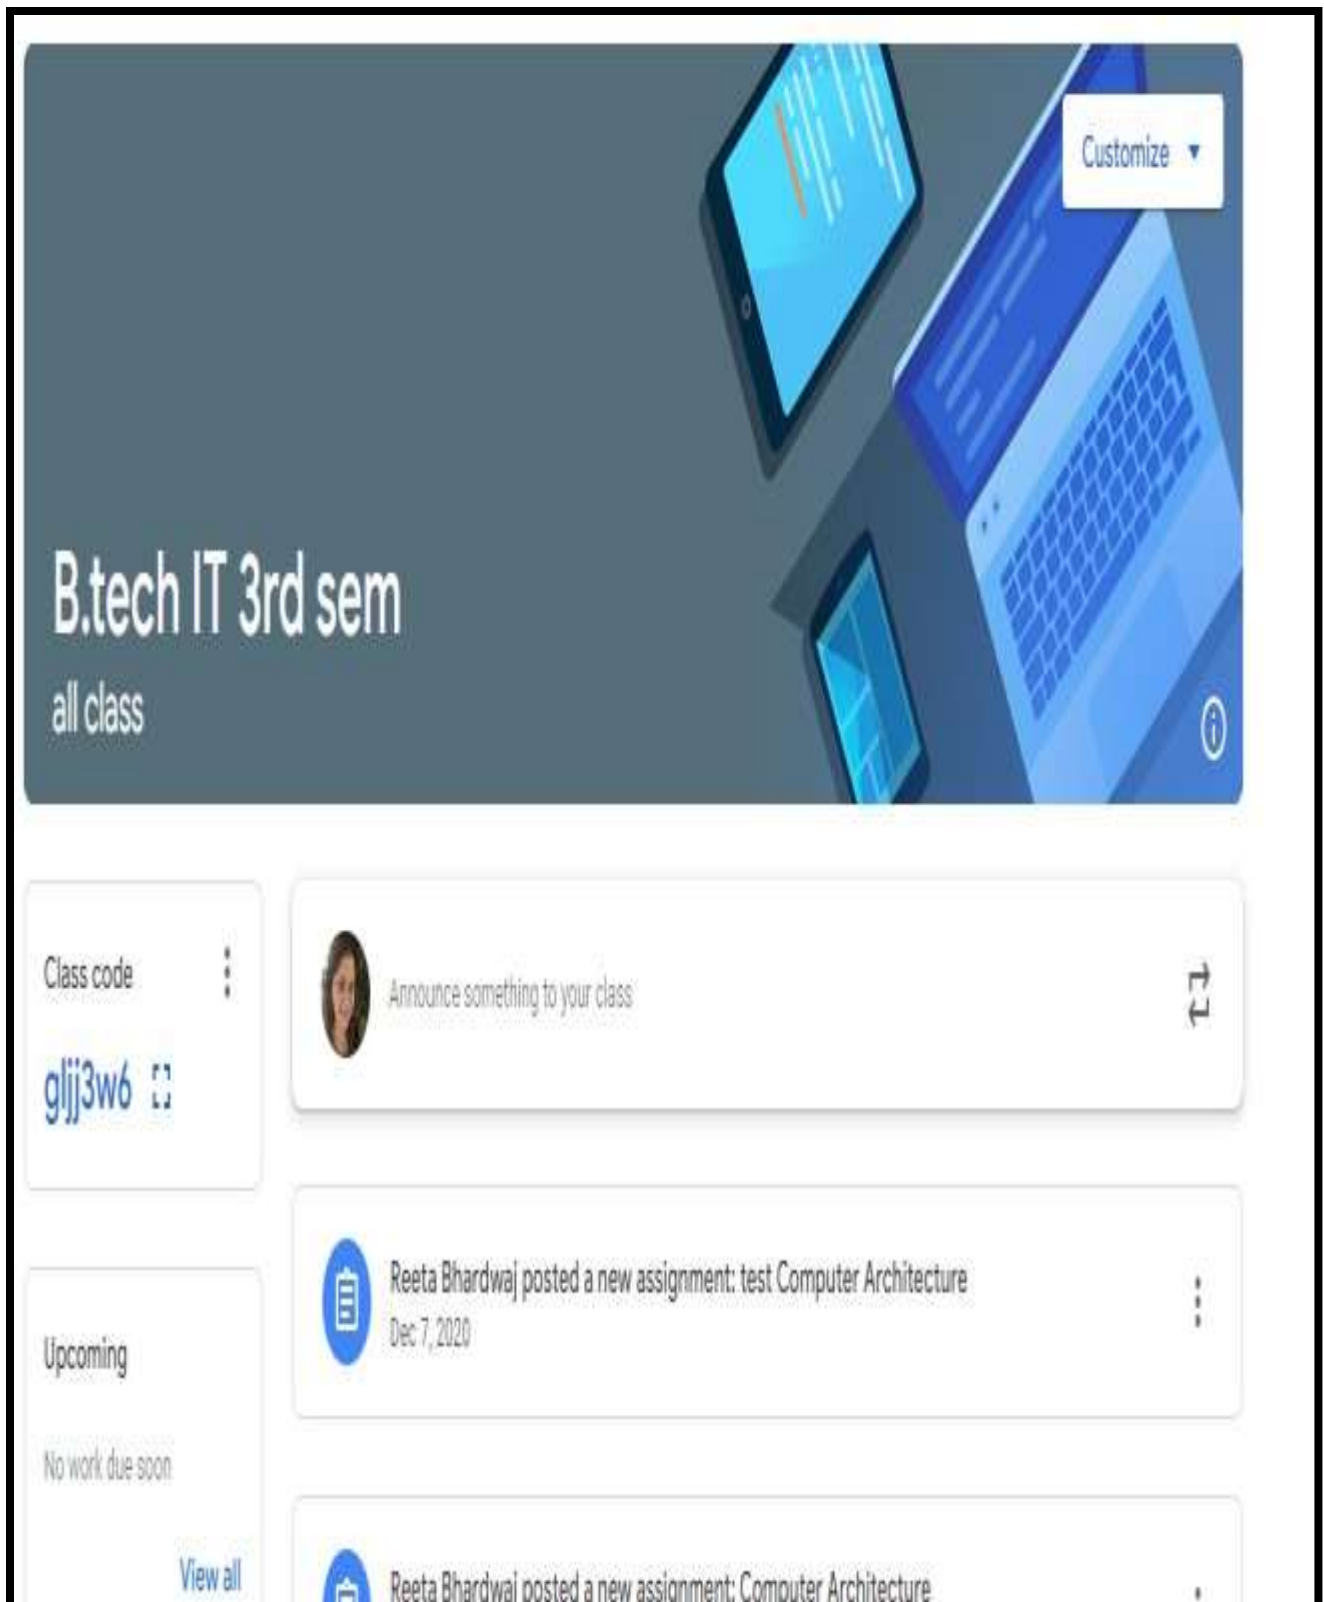 Customize
B.tech IT 3rd sem
all class
Class code
gljj3w6
Announce something to your class
Reeta Bhardwaj posted a new assignment: test Computer Architecture
Dec 7, 2020
Upcoming
No work due soon
View all
Reeta Bhardwaj posted a new assignment: Computer Architecture